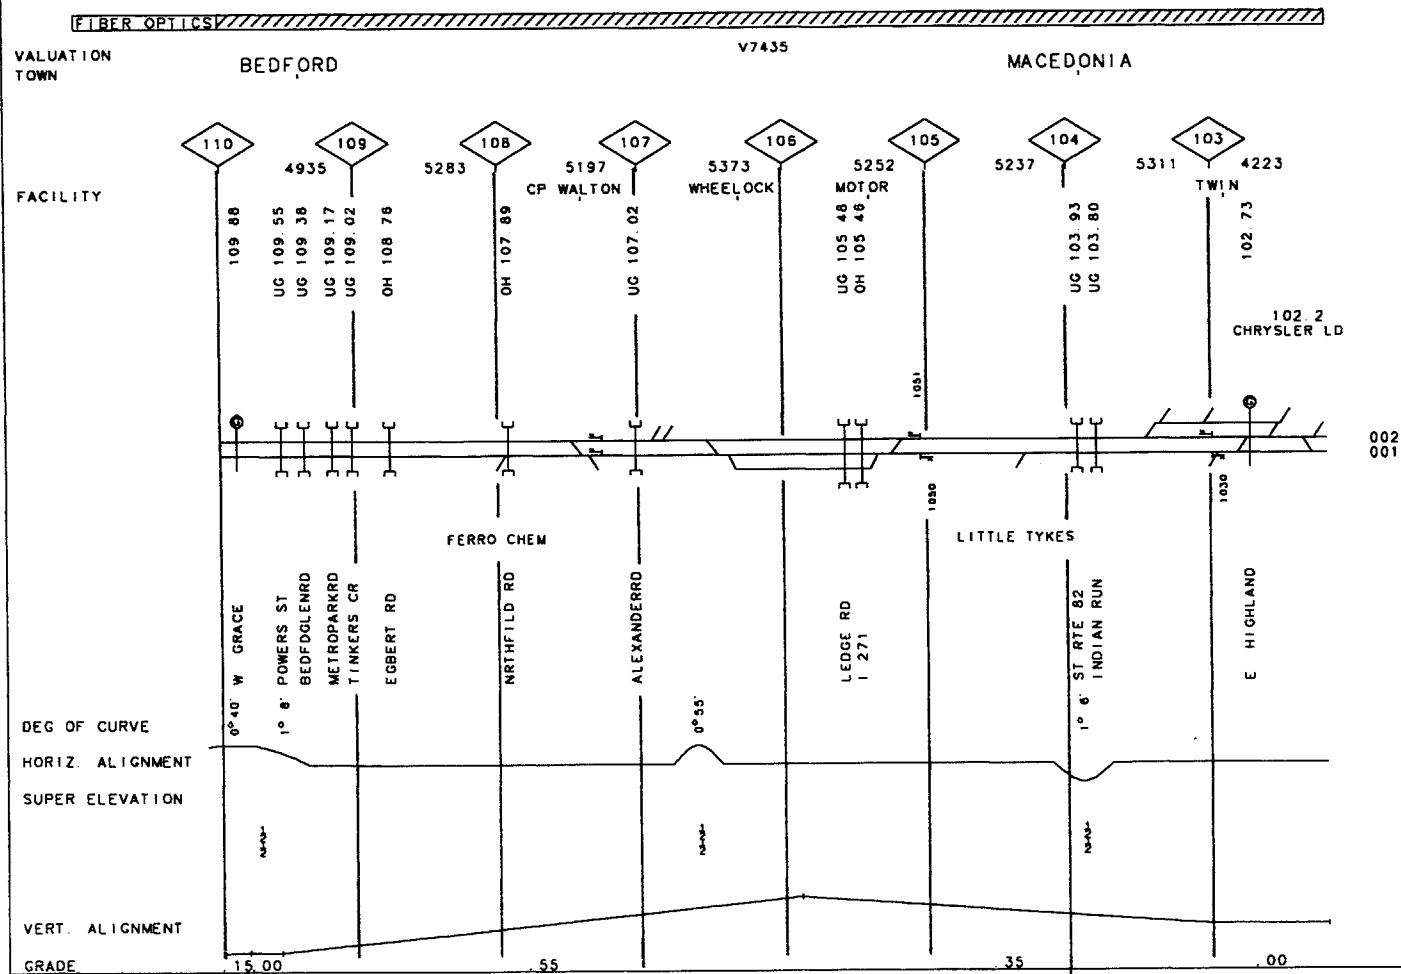 FIBER OPTICS
VALUATION V7435
TOWN BEDFORD MACEDONIA
110 109 108 107 106 105 104 103
4935 5283 5197 5373 5252 5237 5311 4223
FACILITY CP WALTON WHEELOCK MOTOR TWIN
109 88
UG 109.55
UG 109 38
UG 109.17
UG 109.02
OH 108 78
OH 107.89
UG 107.02
UG 105 48
OH 105 46
UG 103.93
UG 103.80
102.73
102.2
CHRYSLER LD
1051
002
001
1050
1030
FERRO CHEM
LITTLE TYKES
W GRACE
POWERS ST
BEDFDGLENRD
METROPARKRD
TINKERS CR
EGBERT RD
NRTHFILD RD
ALEXANDERRD
LEDGE RD
I 271
ST RTE 82
INDIAN RUN
E HIGHLAND
DEG OF CURVE 0°40' 1° 6' 0°55' 1° 6'
HORIZ. ALIGNMENT
SUPER ELEVATION
VERT. ALIGNMENT
GRADE .15.00 .55 .35 .00